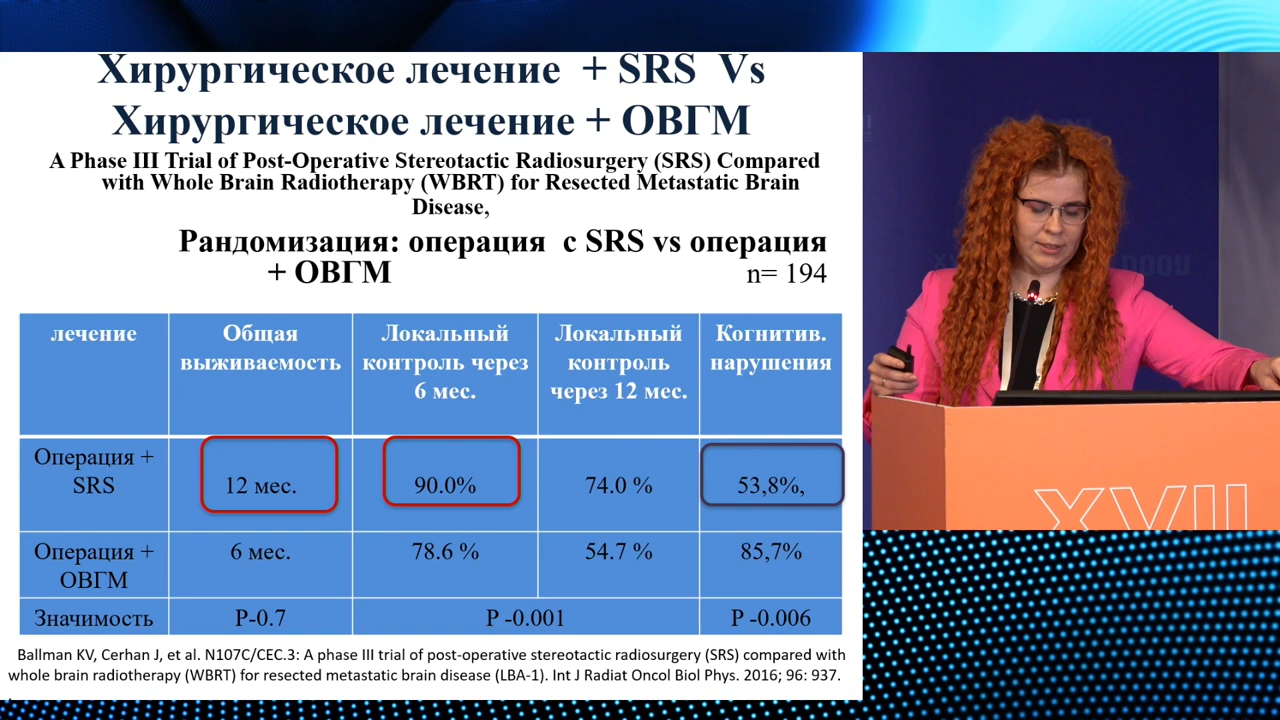 Хирургическое лечение + SRS Vs
Хирургическое лечение + ОВГМ
A Phase III Trial of Post-Operative Stereotactic Radiosurgery (SRS) Compared
with Whole Brain Radiotherapy (WBRT) for Resected Metastatic Brain
Disease,
Рандомизация: операция с SRS vs операция
+ ОВГМ
n= 194
лечение
Общая
выживаемость
Локальный
контроль через
6 мес.
Локальный
контроль
через 12 мес.
Когнитив.
нарушения
Операция +
SRS
12 мес.
90.0%
74.0 %
53,8%,
Операция +
ОВГМ
6 мес.
78.6 %
54.7 %
85,7%
Значимость
P-0.7
P -0.001
P -0.006
Ballman KV, Cerhan J, et al. N107C/CEC.3: A phase III trial of post-operative stereotactic radiosurgery (SRS) compared with
whole brain radiotherapy (WBRT) for resected metastatic brain disease (LBA-1). Int J Radiat Oncol Biol Phys. 2016; 96: 937.
XVII